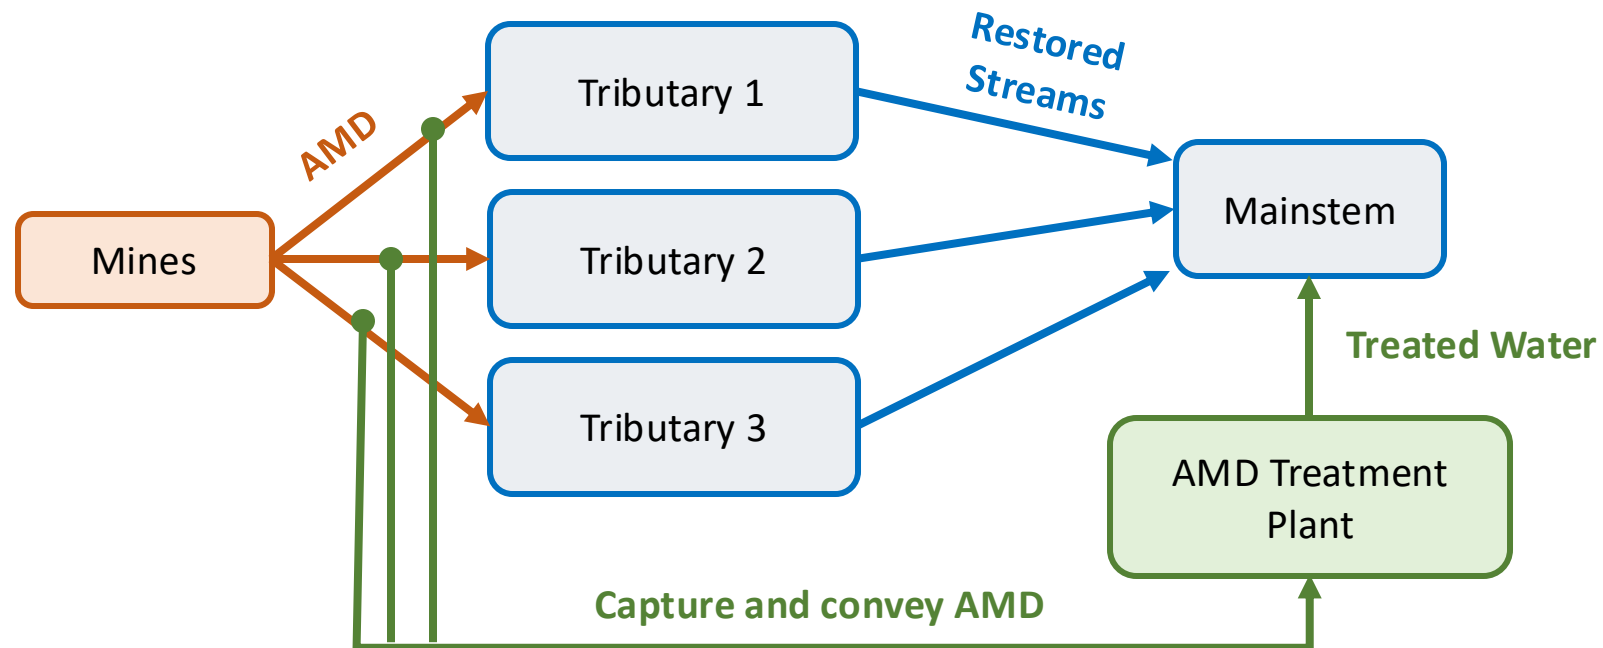 Restored
Streams
Tributary 1
AMD
Mines
Tributary 2
Mainstem
Tributary 3
Treated Water
AMD Treatment
Plant
Capture and convey AMD